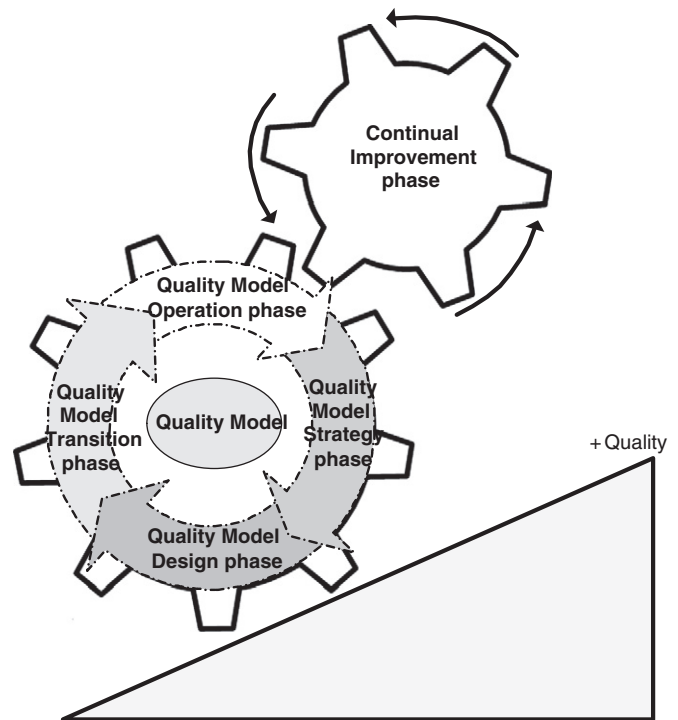 Continual
Improvement
phase
Quality Model
Operation phase
Quality
Model
Transition
phase
Quality Model
Quality
Model
Strategy
phase
Quality Model
Design phase
+ Quality